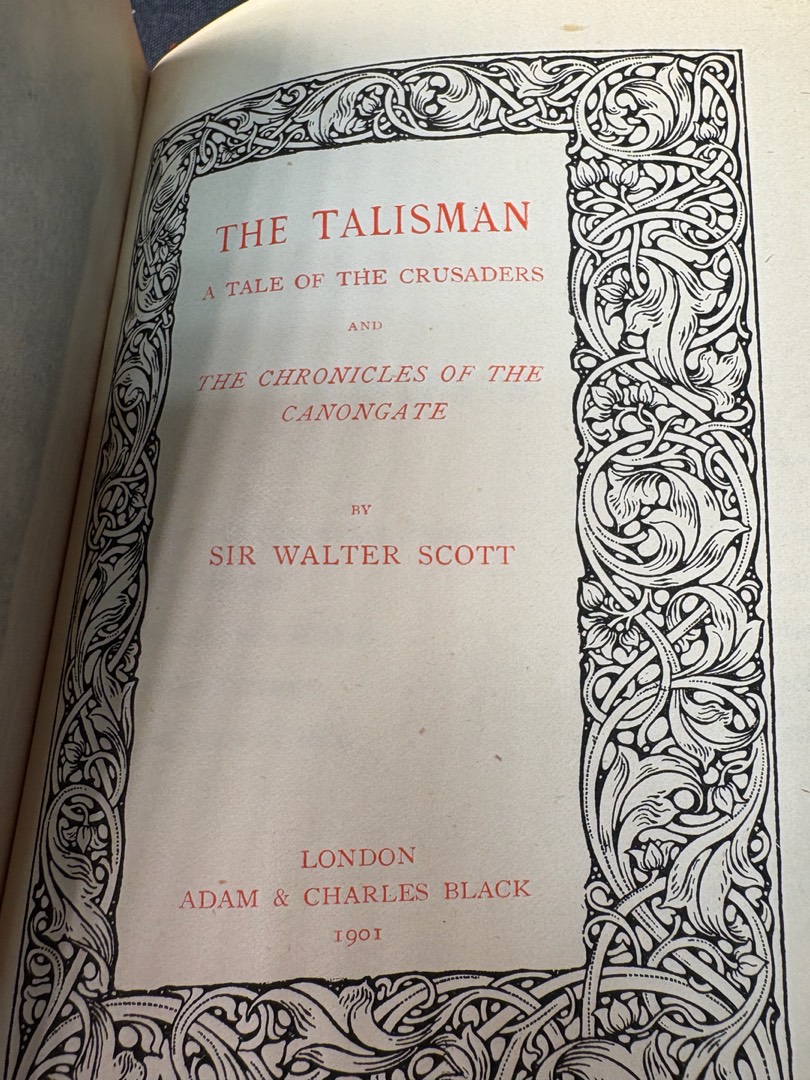 THE TALISMAN
A TALE OF THE CRUSADERS
AND
THE CHRONICLES OF THE
CANONGATE
BY
SIR WALTER SCOTT
LONDON
ADAM & CHARLES BLACK
1901